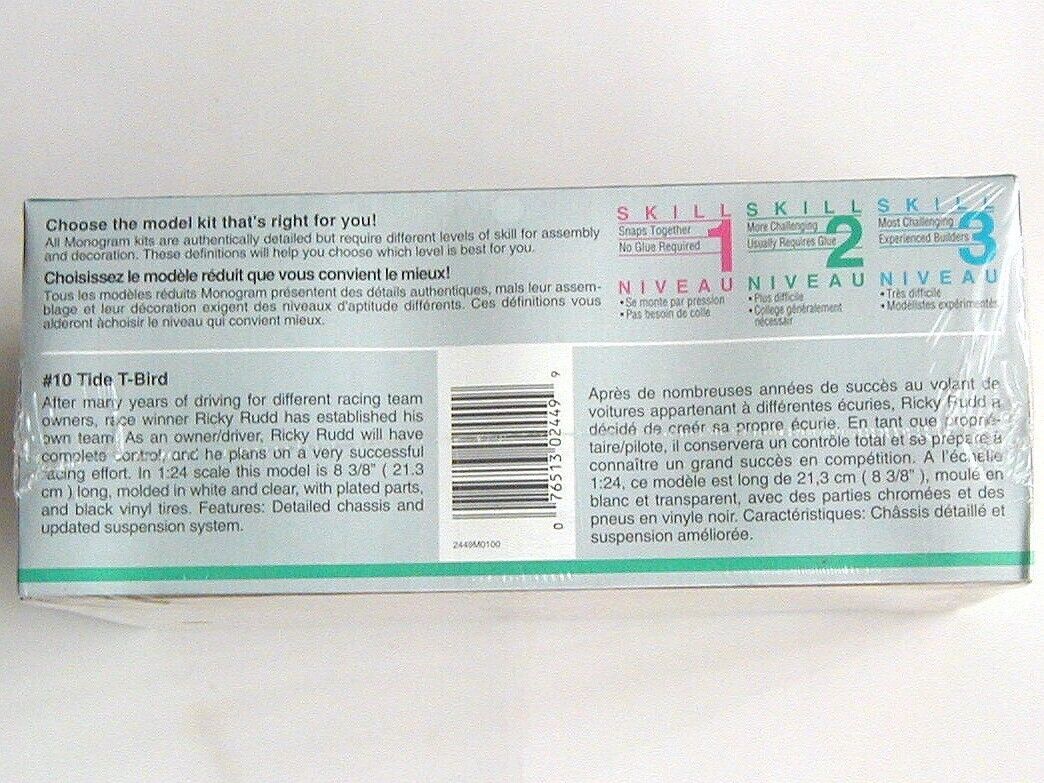 Choose the model kit that's right for you!
All Monogram kits are authentically detailed but require different levels of skill for assembly
and decoration. These definitions will help you choose which level is best for you.
Choisissez le modèle réduit que vous convient le mieux!
Tous les modèles réduits Monogram présentent des détails authentiques, mais leur assem-
blage et leur décoration exigent des niveaux d'aptitude différents. Ces définitions vous
alderont àchoisir le niveau qui convient mieux.
SKILL 1
Snaps Together
No Glue Required
NIVEAU
• Se monte par pression
• Pas besoin de colle
SKILL 2
More Challenging
Usually Requires Glue
NIVEAU
• Plus difficile
• College généralement
nécessair
SKILL 3
Most Challenging
Experienced Builders
NIVEAU
• Très difficile
• Modélistes expérimentés
#10 Tide T-Bird
After many years of driving for different racing team
owners, race winner Ricky Rudd has established his
own team. As an owner/driver, Ricky Rudd will have
complete control and he plans on a very successful
racing effort. In 1:24 scale this model is 8 3/8" ( 21.3
cm ) long, molded in white and clear, with plated parts,
and black vinyl tires. Features: Detailed chassis and
updated suspension system.
0 76513 02449 9
2449M0100
Après de nombreuses années de succès au volant de
voitures appartenant à différentes écuries, Ricky Rudd a
décidé de creér sa propre écurie. En tant que proprié-
taire/pilote, il conservera un contrôle total et se prépare à
connaître un grand succès en compétition. A l'échelle
1:24, ce modèle est long de 21,3 cm ( 8 3/8" ), moulé en
blanc et transparent, avec des parties chromées et des
pneus en vinyle noir. Caractéristiques: Châssis détaillé et
suspension améliorée.